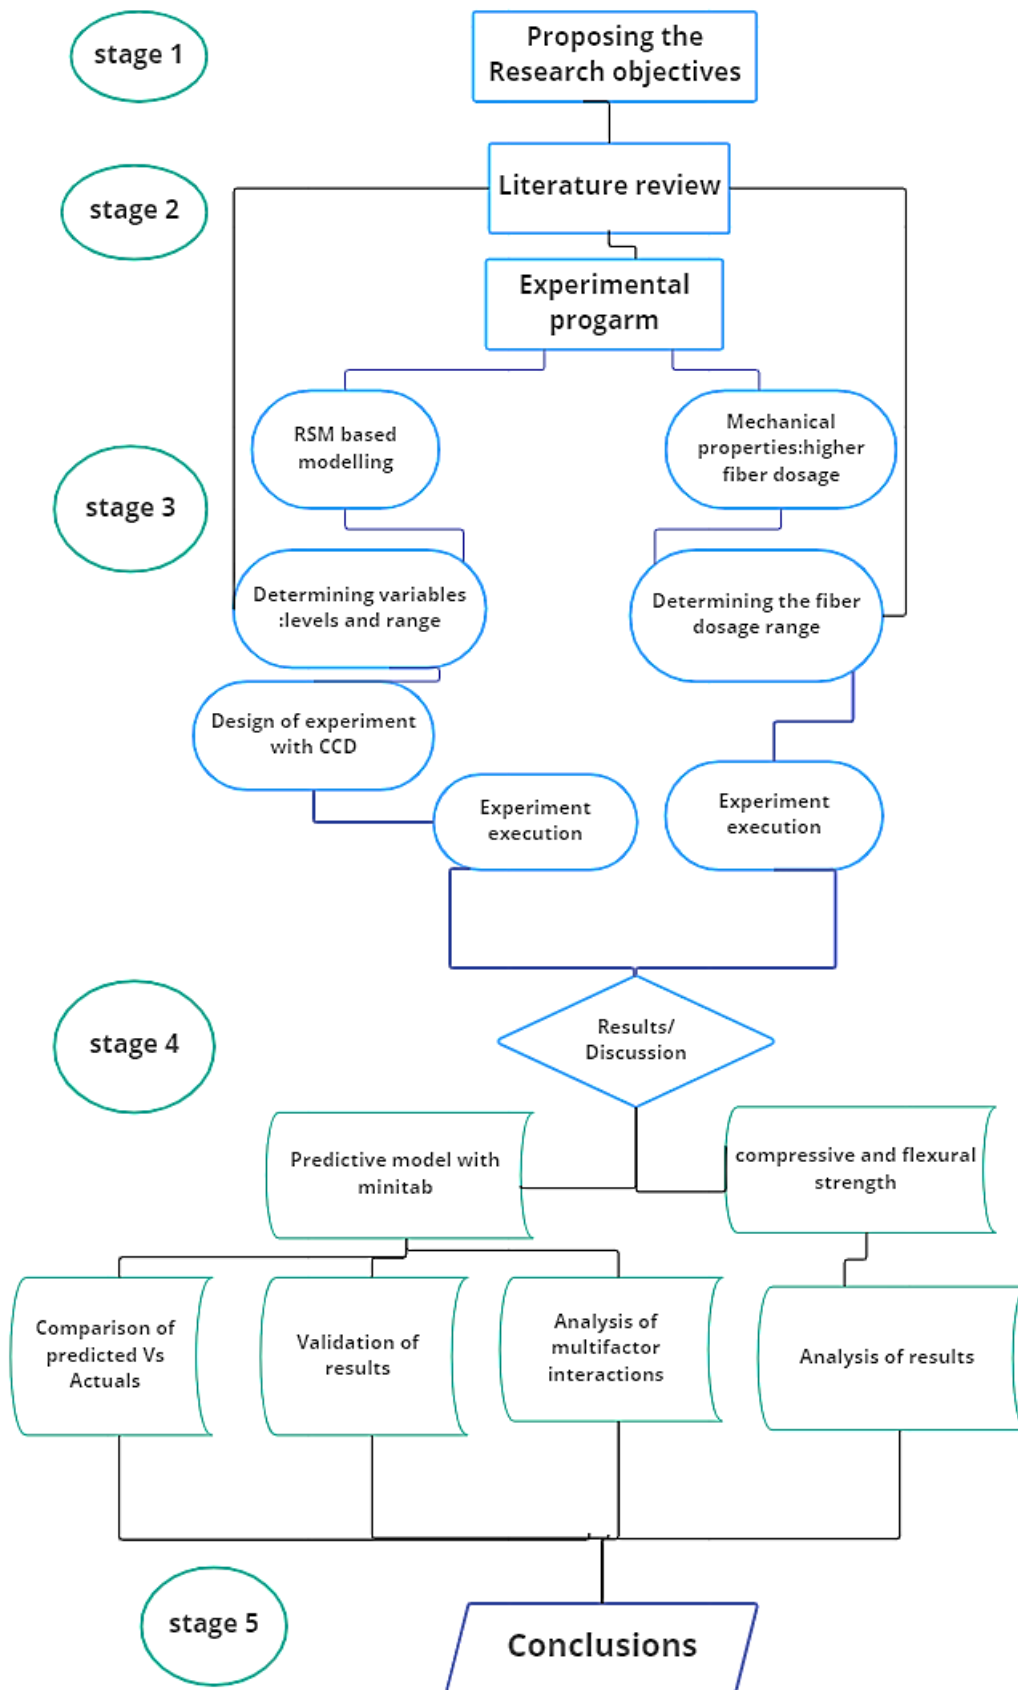 stage 1
Proposing the
Research objectives
stage 2
Literature review
Experimental
progarm
stage 3
RSM based
modelling
Mechanical
properties:higher
fiber dosage
Determining variables
:levels and range
Determining the fiber
dosage range
Design of experiment
with CCD
Experiment
execution
Experiment
execution
stage 4
Results/
Discussion
Predictive model with
minitab
compressive and flexural
strength
Comparison of
predicted Vs
Actuals
Validation of
results
Analysis of
multifactor
interactions
Analysis of results
stage 5
Conclusions